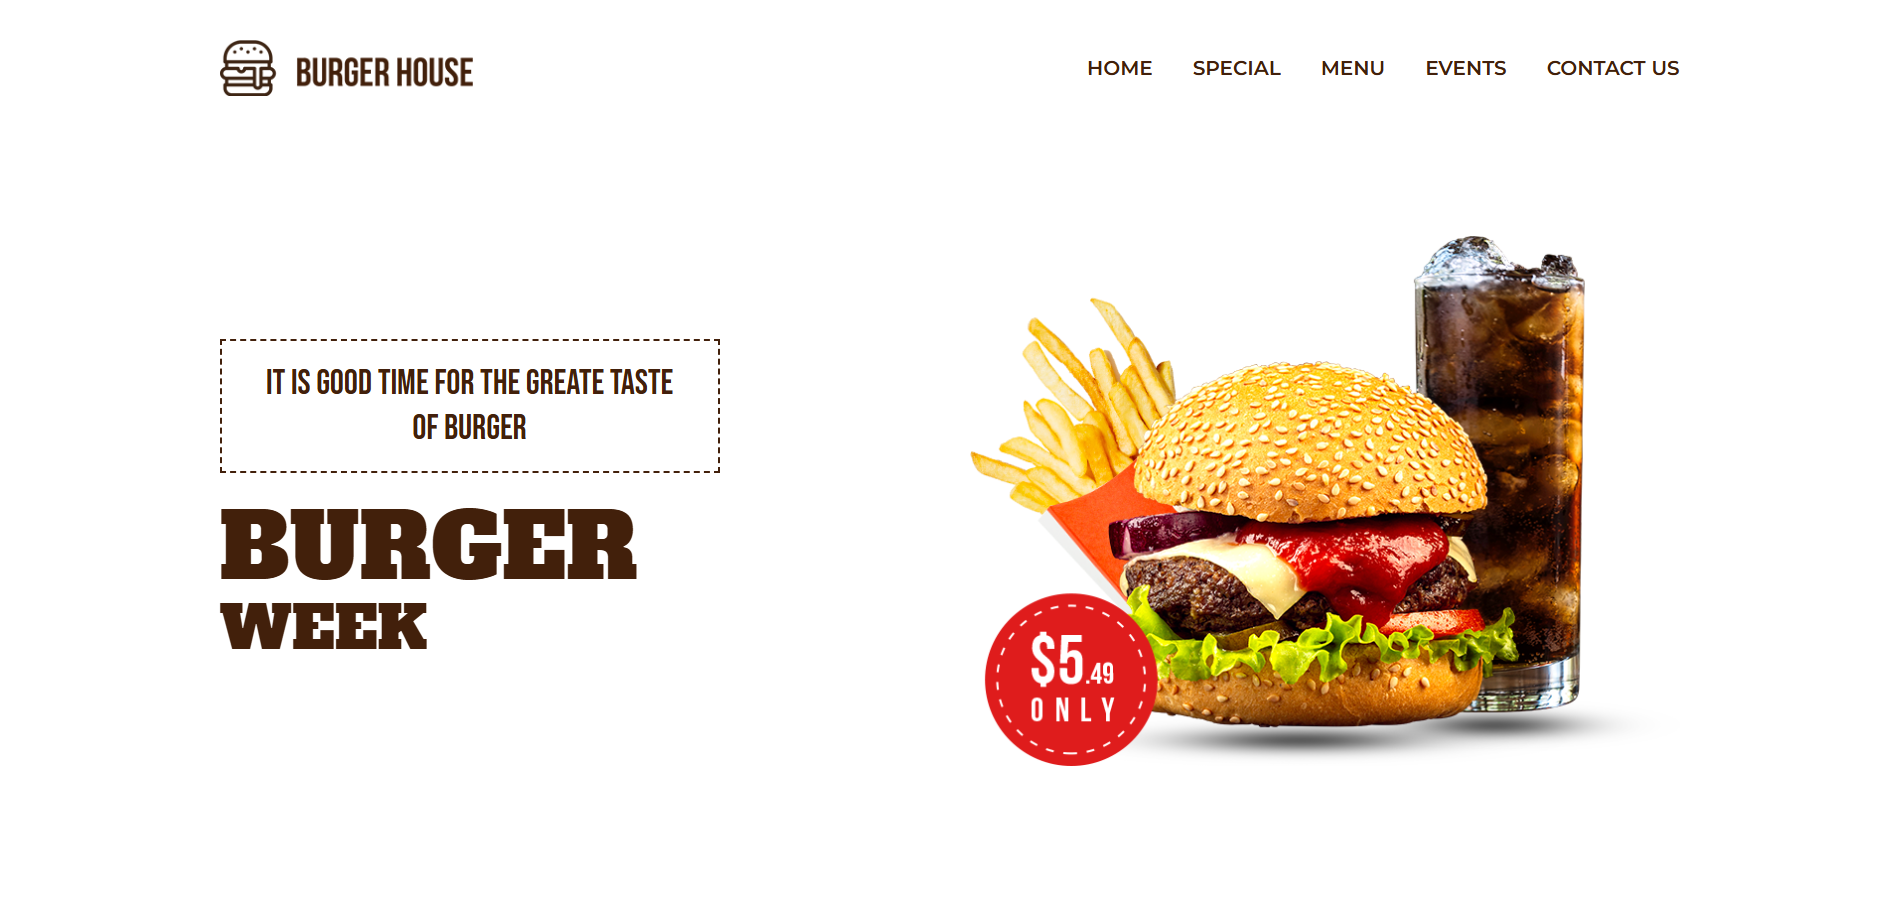 BURGER HOUSE
HOME SPECIAL MENU EVENTS CONTACT US
IT IS GOOD TIME FOR THE GREATE TASTE
OF BURGER
BURGER
WEEK
$5.49
ONLY